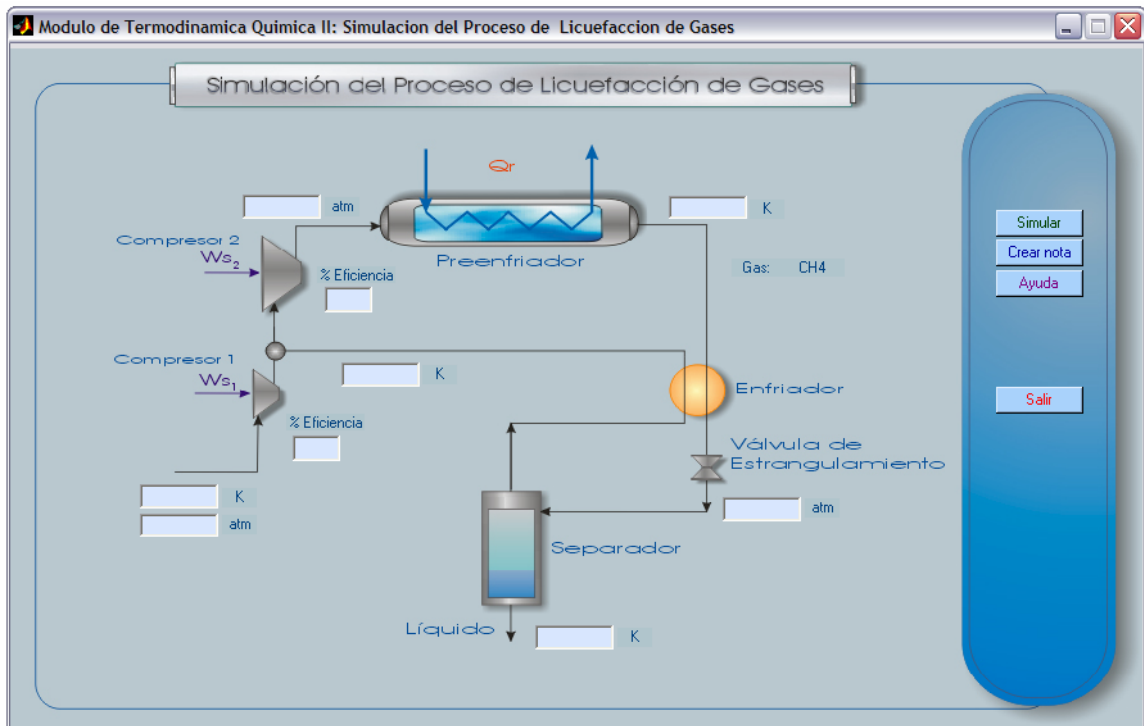 Modulo de Termodinamica Quimica II: Simulacion del Proceso de Licuefaccion de Gases
Simulación del Proceso de Licuefacción de Gases
Qr
atm
K
Compresor 2
Ws2
% Eficiencia
Preenfriador
Gas: CH4
Simular
Crear nota
Ayuda
Compresor 1
Ws1
K
Enfriador
% Eficiencia
Salir
Válvula de
Estrangulamiento
K
atm
atm
Separador
Líquido
K